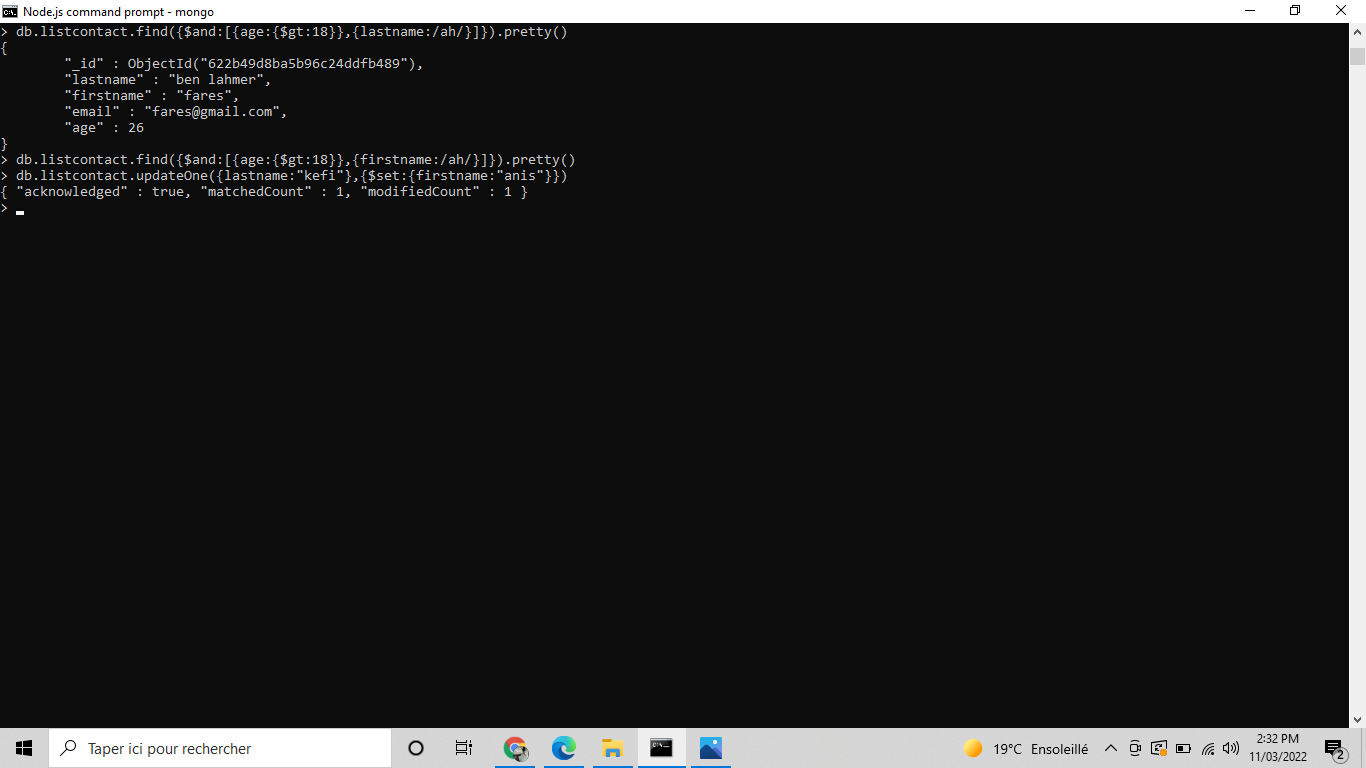 Node.js command prompt - mongo
> db.listcontact.find({$and:[{age:{$gt:18}},{lastname:/ah/}]}).pretty()
{
        "_id" : ObjectId("622b49d8ba5b96c24ddfb489"),
        "lastname" : "ben lahmer",
        "firstname" : "fares",
        "email" : "fares@gmail.com",
        "age" : 26
}
> db.listcontact.find({$and:[{age:{$gt:18}},{firstname:/ah/}]}).pretty()
> db.listcontact.updateOne({lastname:"kefi"},{$set:{firstname:"anis"}})
{ "acknowledged" : true, "matchedCount" : 1, "modifiedCount" : 1 }
>
Taper ici pour rechercher
19°C Ensoleillé
2:32 PM
11/03/2022
2